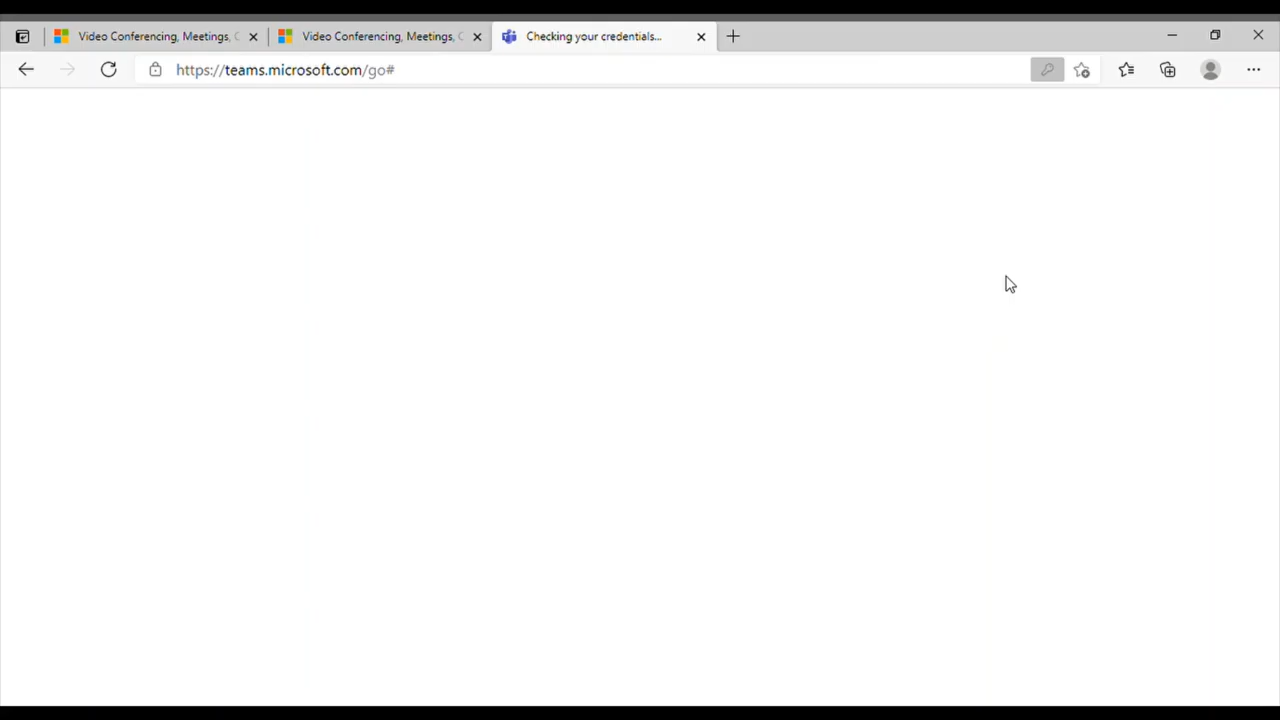 Video Conferencing, Meetings, C
Video Conferencing, Meetings, C
Checking your credentials...
https://teams.microsoft.com/go#